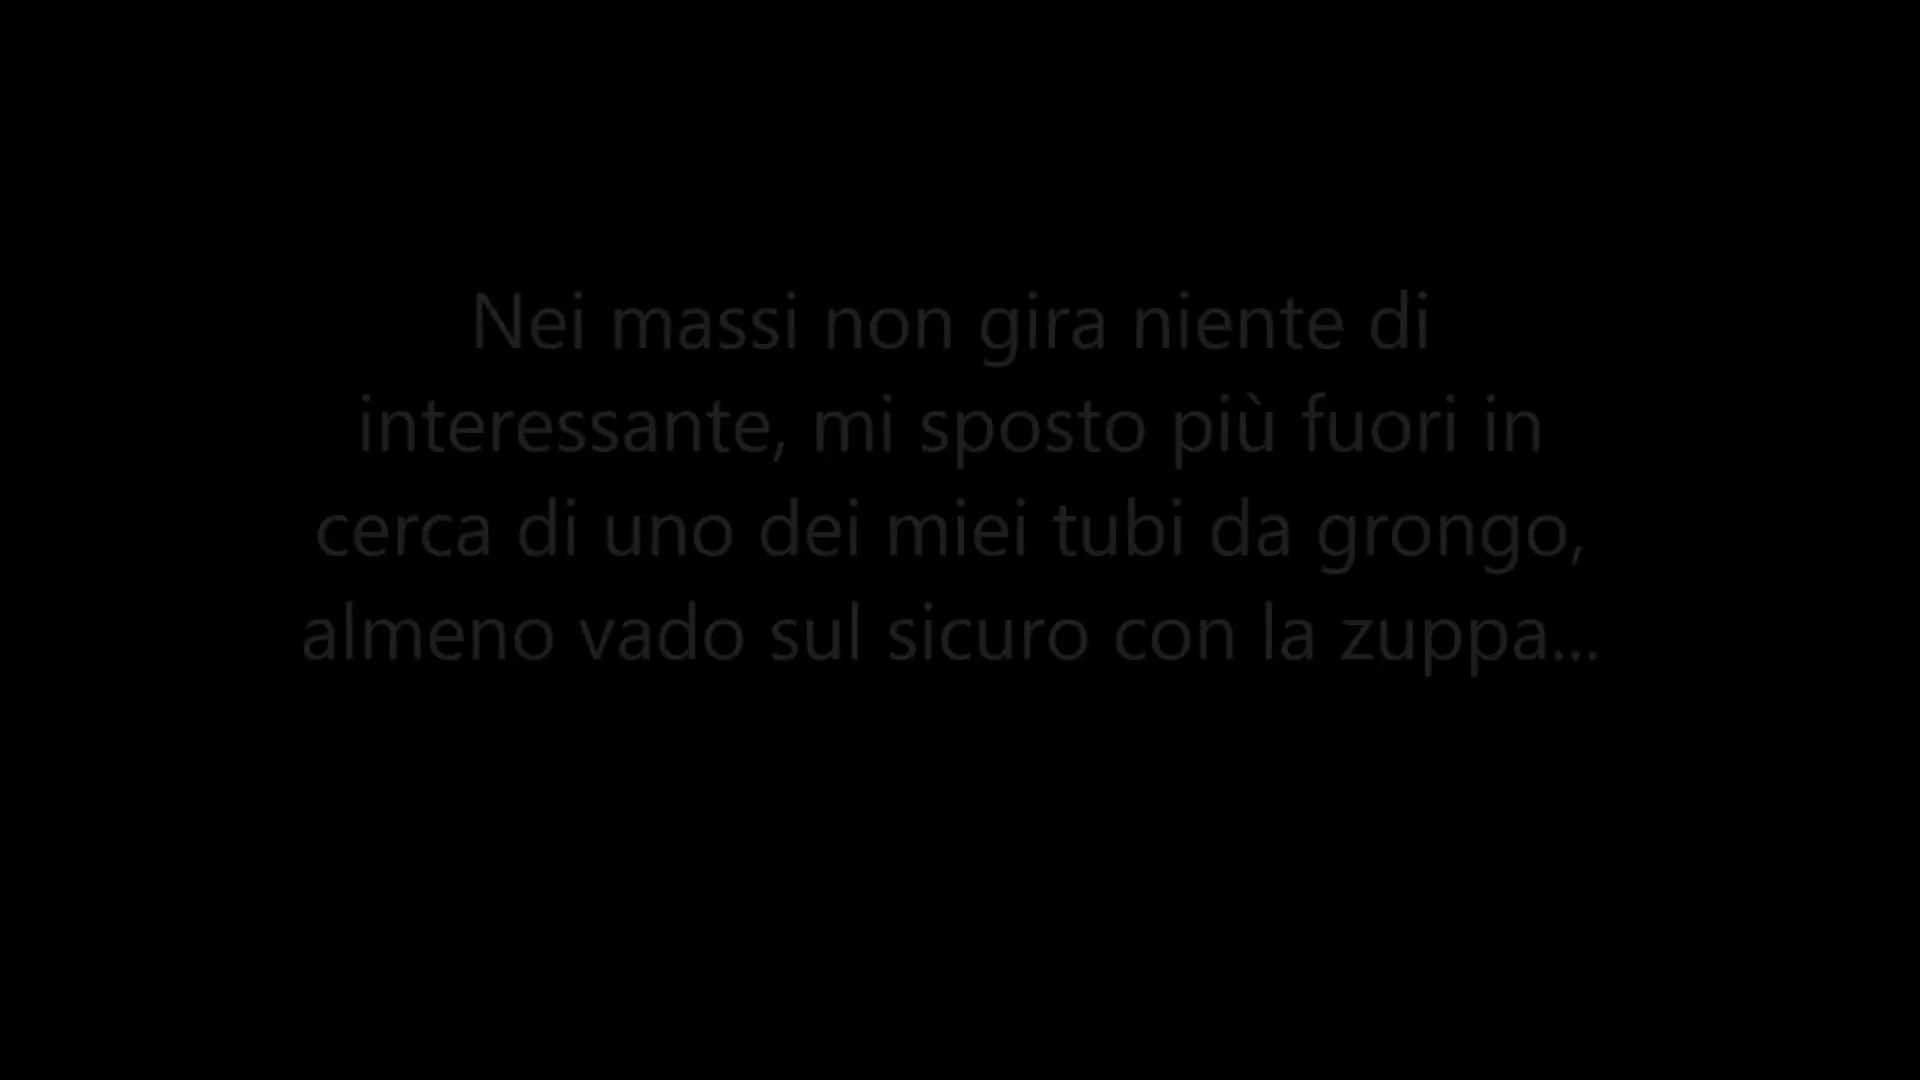 Nei massi non gira niente di
interessante, mi sposto più fuori in
cerca di uno dei miei tubi da grongo,
almeno vado sul sicuro con la zuppa...